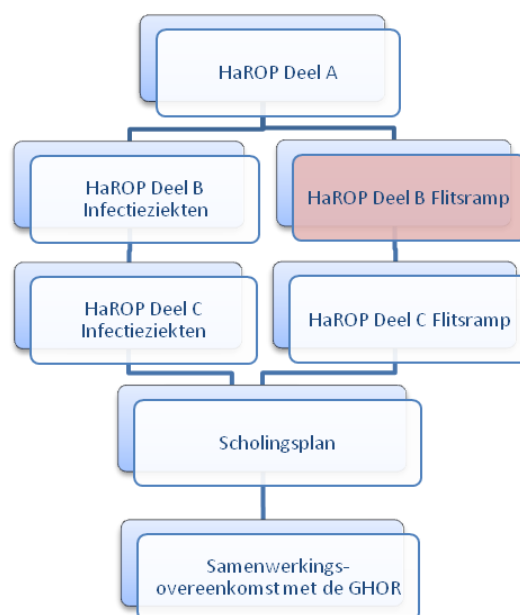 HaROP Deel A
HaROP Deel B
Infectieziekten
HaROP Deel B Flitsramp
HaROP Deel C
Infectieziekten
HaROP Deel C Flitsramp
Scholingsplan
Samenwerkings-
overeenkomst met de GHOR